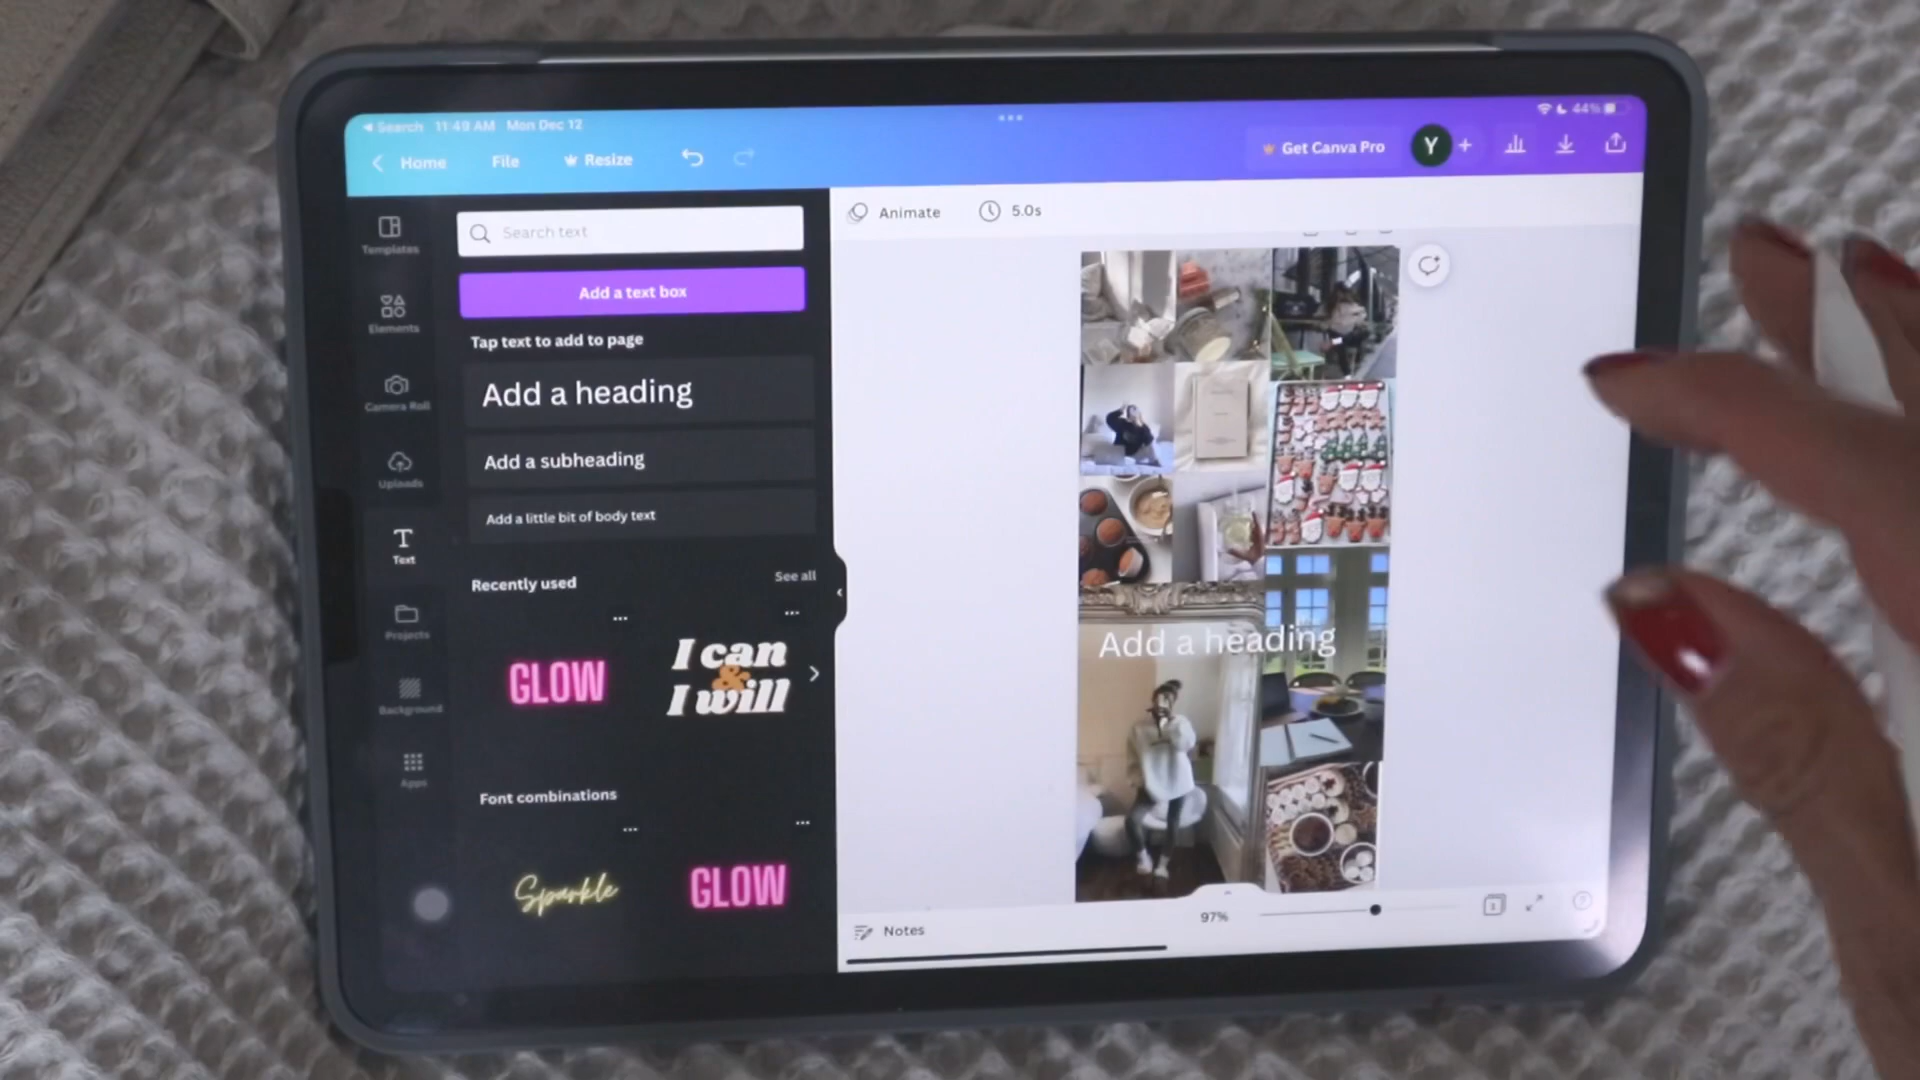 Search 11:49 AM Mon Dec 12
44%
Home File Resize
Get Canva Pro
Y +
Templates
Elements
Camera Roll
Uploads
Text
Projects
Background
Apps
Search text
Add a text box
Tap text to add to page
Add a heading
Add a subheading
Add a little bit of body text
Recently used See all
GLOW
I can
&
I will
Font combinations
Sparkle
GLOW
Animate 5.0s
Add a heading
Notes
97%
1
?